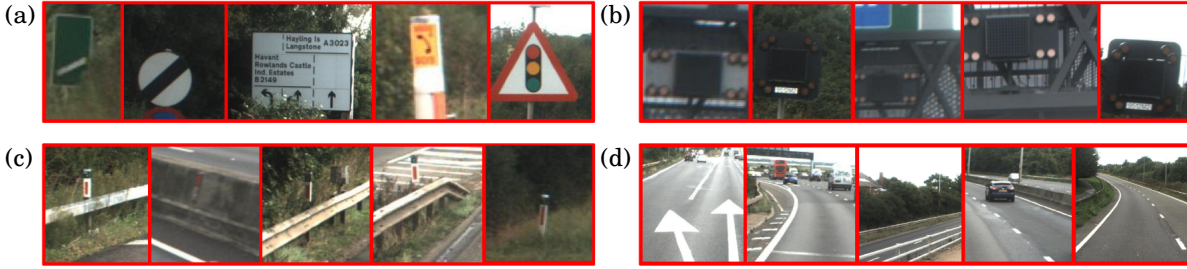 (a)
(b)
Hayling Is
Langstone A3023
Havant
Rowlands Castle
Ind. Estates
B2149
(c)
(d)